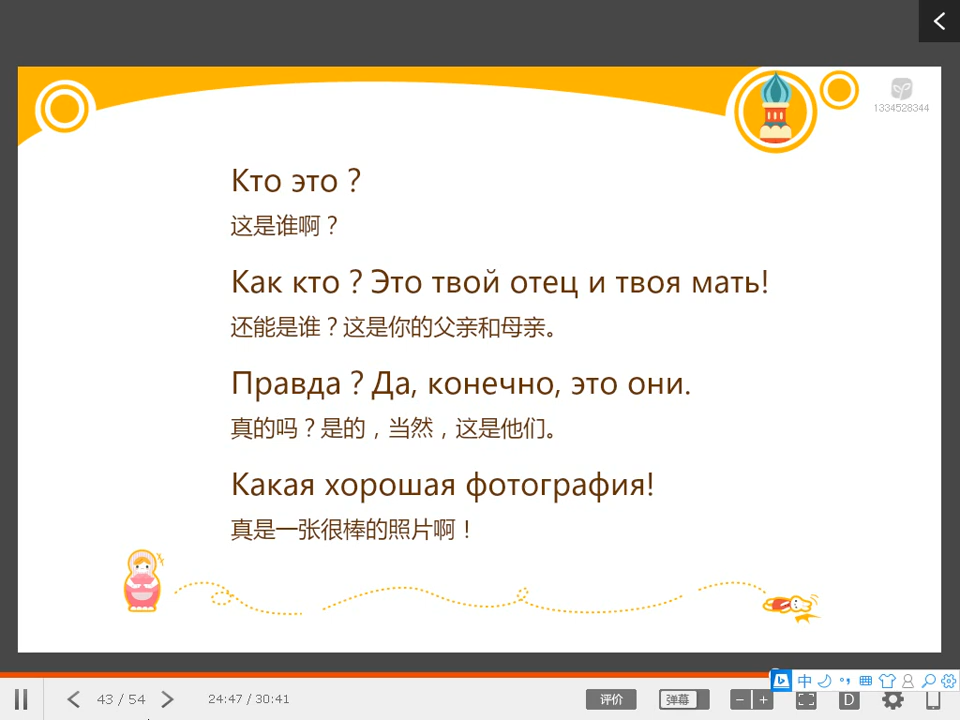 1334528344
Кто это？
这是谁啊？
Как кто？Это твой отец и твоя мать!
还能是谁？这是你的父亲和母亲。
Правда？Да, конечно, это они.
真的吗？是的，当然，这是他们。
Какая хорошая фотография!
真是一张很棒的照片啊！
中
43 / 54 24:47 / 30:41 评价 弹幕 − + D